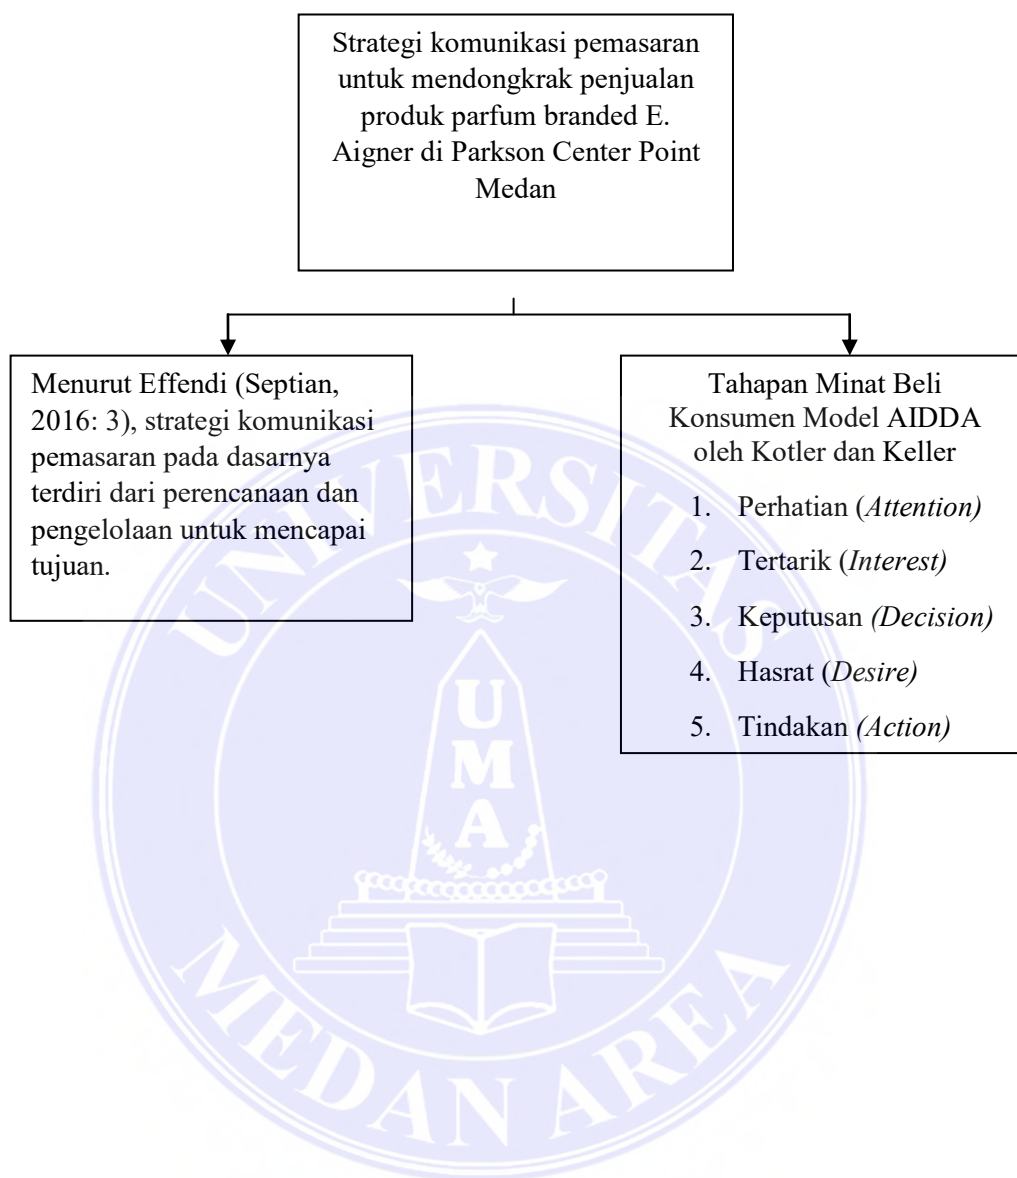 Strategi komunikasi pemasaran
untuk mendongkrak penjualan
produk parfum branded E.
Aigner di Parkson Center Point
Medan
Menurut Effendi (Septian,
2016: 3), strategi komunikasi
pemasaran pada dasarnya
terdiri dari perencanaan dan
pengelolaan untuk mencapai
tujuan.
Tahapan Minat Beli
Konsumen Model AIDDA
oleh Kotler dan Keller
1. Perhatian (Attention)
2. Tertarik (Interest)
3. Keputusan (Decision)
4. Hasrat (Desire)
5. Tindakan (Action)
UNIVERSITAS
U
M
A
MEDAN AREA